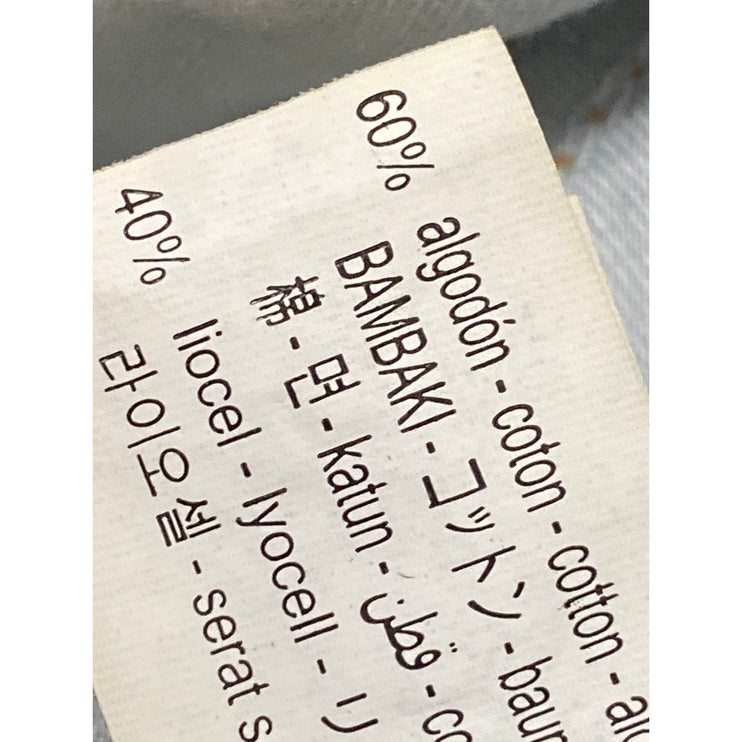 60% algodón - coton - cotton -
BAMBAKI - コットン -
棉 - 면 - katun - قطن -
40% liocel - lyocell - リ
라이오셀 - serat